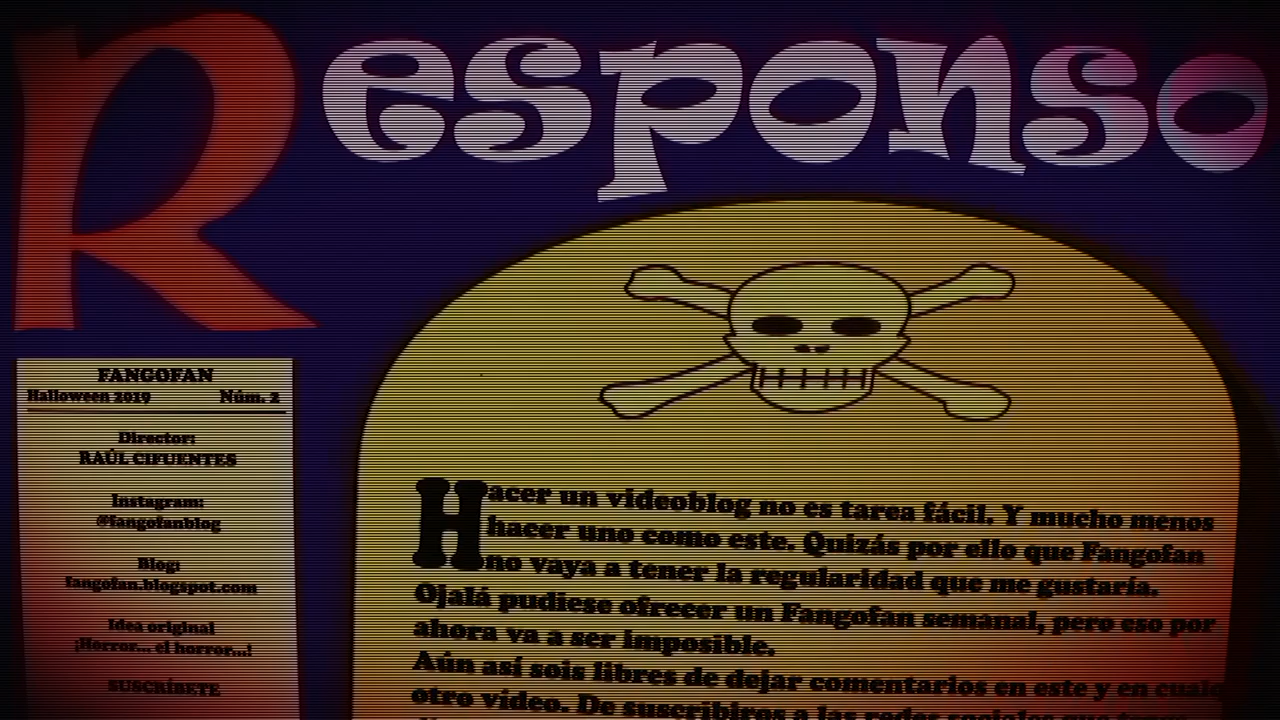 Responso
FANGOFAN
Halloween 2019 Núm. 2
Director:
RAÚL CIFUENTES
Instagram:
@fangofanblog
Blog:
fangofan.blogspot.com
Idea original
¡Horror... el horror...!
SUSCRÍBETE
Hacer un videoblog no es tarea fácil. Y mucho menos
hacer uno como este. Quizás por ello que Fangofan
no vaya a tener la regularidad que me gustaría.
Ojalá pudiese ofrecer un Fangofan semanal, pero eso por
ahora va a ser imposible.
Aún así sois libres de dejar comentarios en este y en
otro vídeo. De suscribiros a las redes sociales